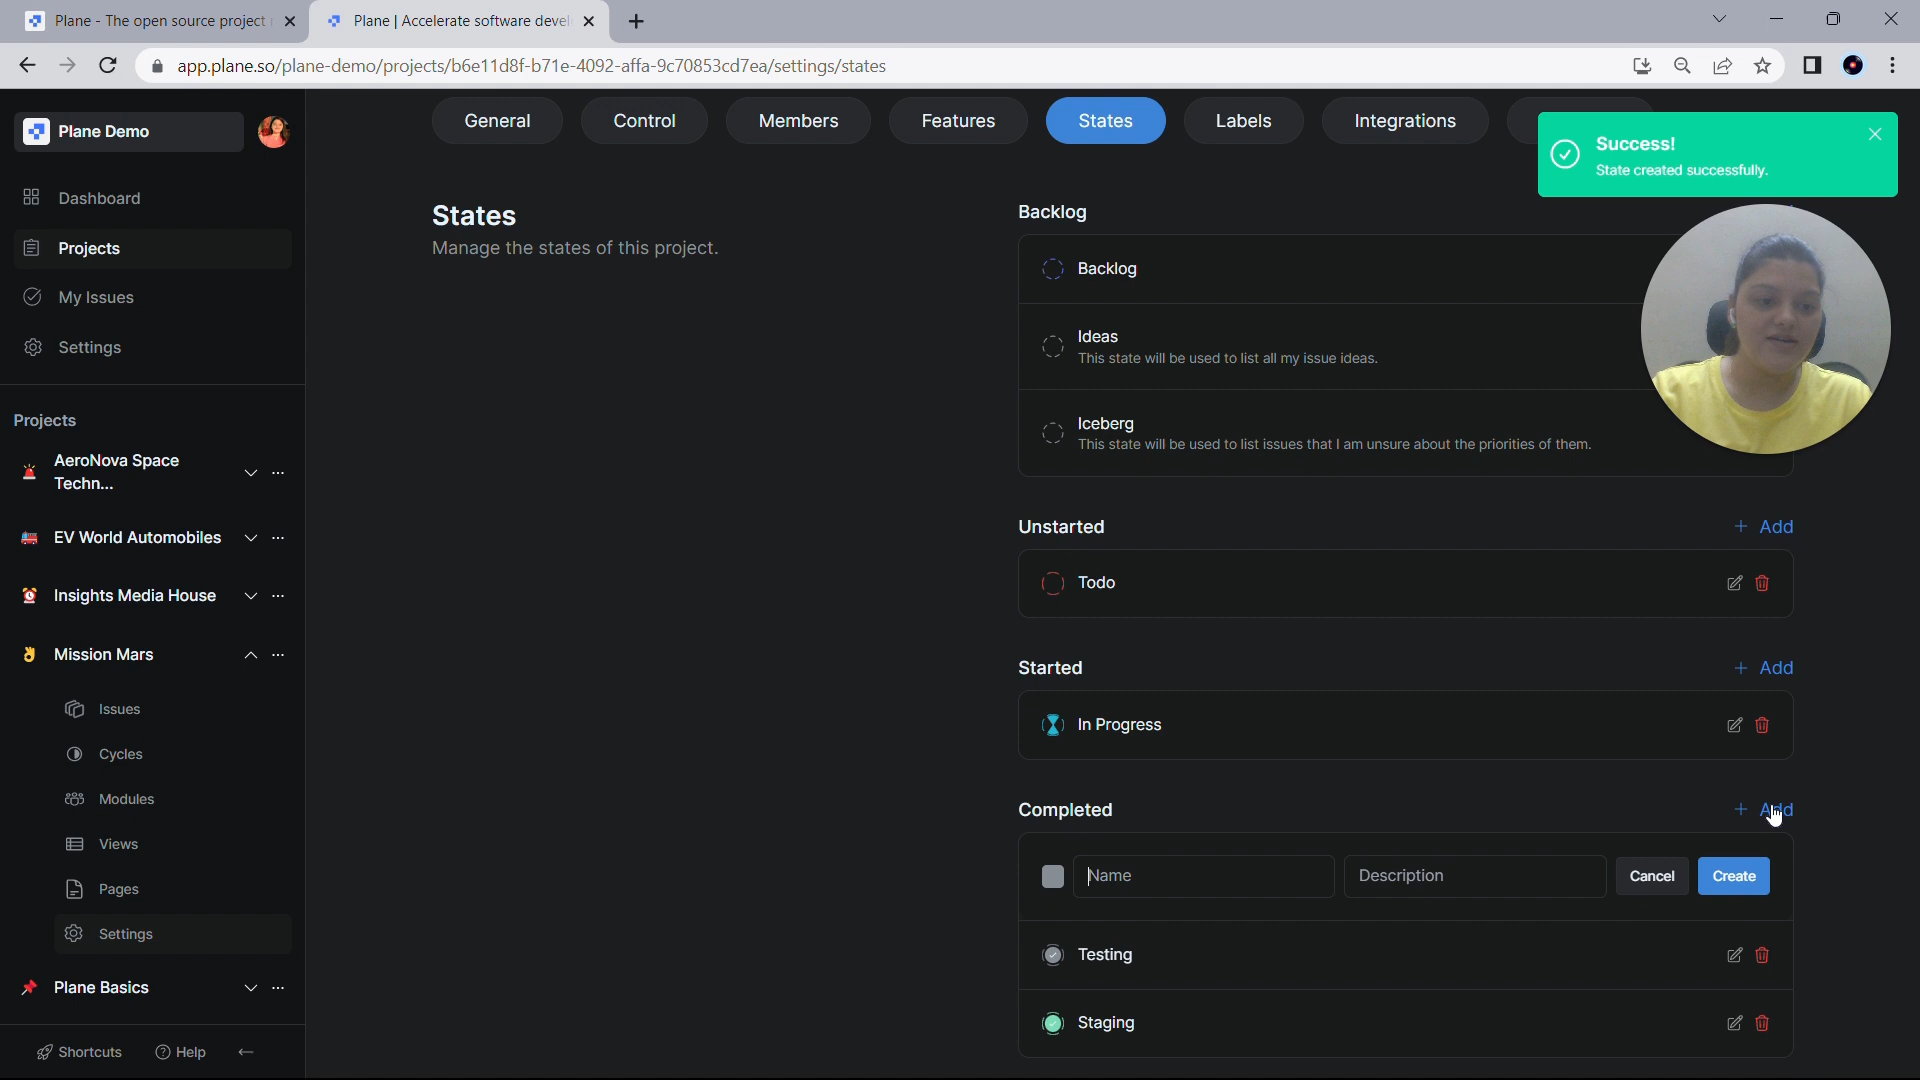 Plane - The open source project
Plane | Accelerate software devel
app.plane.so/plane-demo/projects/b6e11d8f-b71e-4092-affa-9c70853cd7ea/settings/states
Plane Demo
Dashboard
Projects
My Issues
Settings
Projects
AeroNova Space
Techn...
EV World Automobiles
Insights Media House
Mission Mars
Issues
Cycles
Modules
Views
Pages
Settings
Plane Basics
Shortcuts
Help
General
Control
Members
Features
States
Labels
Integrations
Success!
State created successfully.
States
Manage the states of this project.
Backlog
Backlog
Ideas
This state will be used to list all my issue ideas.
Iceberg
This state will be used to list issues that I am unsure about the priorities of them.
Unstarted
+ Add
Todo
Started
+ Add
In Progress
Completed
+ Add
Name
Description
Cancel
Create
Testing
Staging